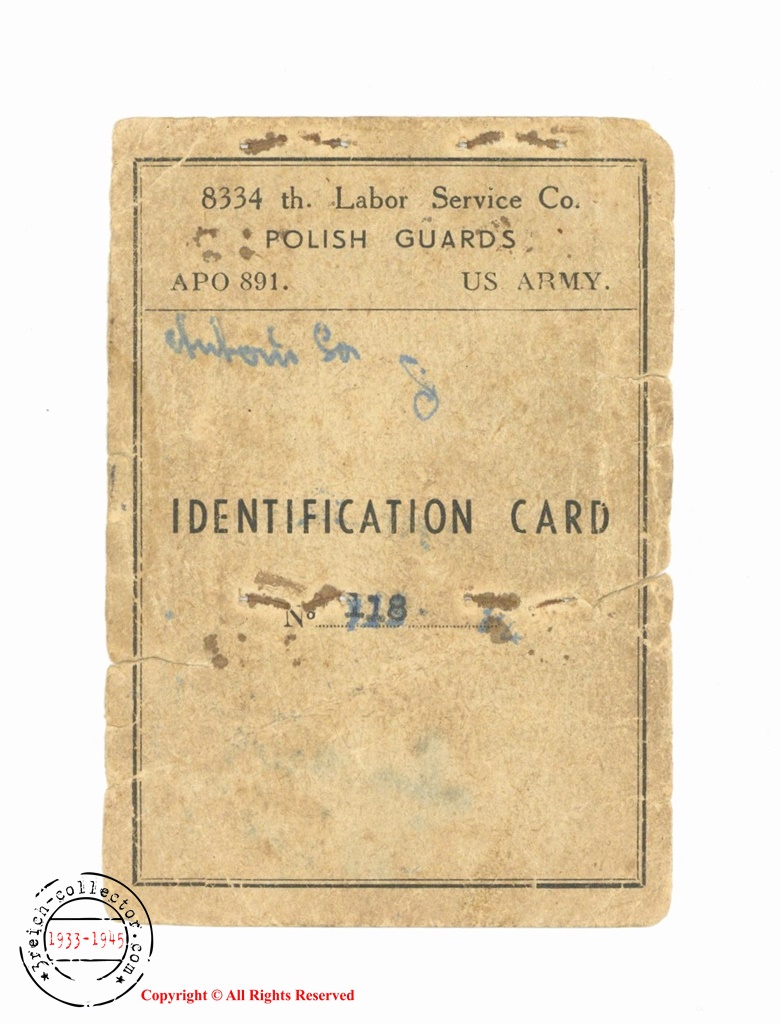 8334 th. Labor Service Co.
POLISH GUARDS
APO 891. US ARMY.
IDENTIFICATION CARD
Nº 118
3reich-collector.com
1933-1945
Copyright © All Rights Reserved